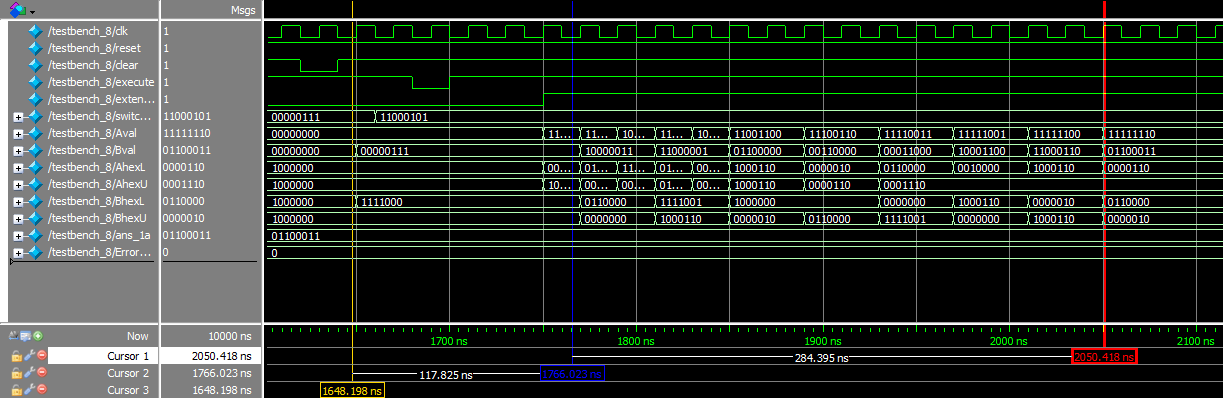 Msgs
/testbench_8/clk 1
/testbench_8/reset 1
/testbench_8/clear 1
/testbench_8/execute 1
/testbench_8/exten... 1
/testbench_8/switc... 11000101 00000111 11000101
/testbench_8/Aval 11111110 00000000 11... 11... 10... 11... 10... 11001100 11100110 11110011 11111001 11111100 11111110
/testbench_8/Bval 01100011 00000000 00000111 10000011 11000001 01100000 00110000 00011000 10001100 11000110 01100011
/testbench_8/AhexL 0000110 1000000 00... 01... 11... 01... 00... 1000110 0000010 0110000 0010000 1000110 0000110
/testbench_8/AhexU 0001110 1000000 10... 00... 00... 01... 00... 1000110 0000110 0001110
/testbench_8/BhexL 0110000 1000000 1111000 0110000 1111001 1000000 0000000 1000110 0000010 0110000
/testbench_8/BhexU 0000010 1000000 0000000 1000110 0000010 0110000 1111001 0000000 1000110 0000010
/testbench_8/ans_1a 01100011 01100011
/testbench_8/Error... 0 0
Now 10000 ns 1700 ns 1800 ns 1900 ns 2000 ns 2100 ns
Cursor 1 2050.418 ns 284.395 ns 2050.418 ns
Cursor 2 1766.023 ns 117.825 ns 1766.023 ns
Cursor 3 1648.198 ns 1648.198 ns